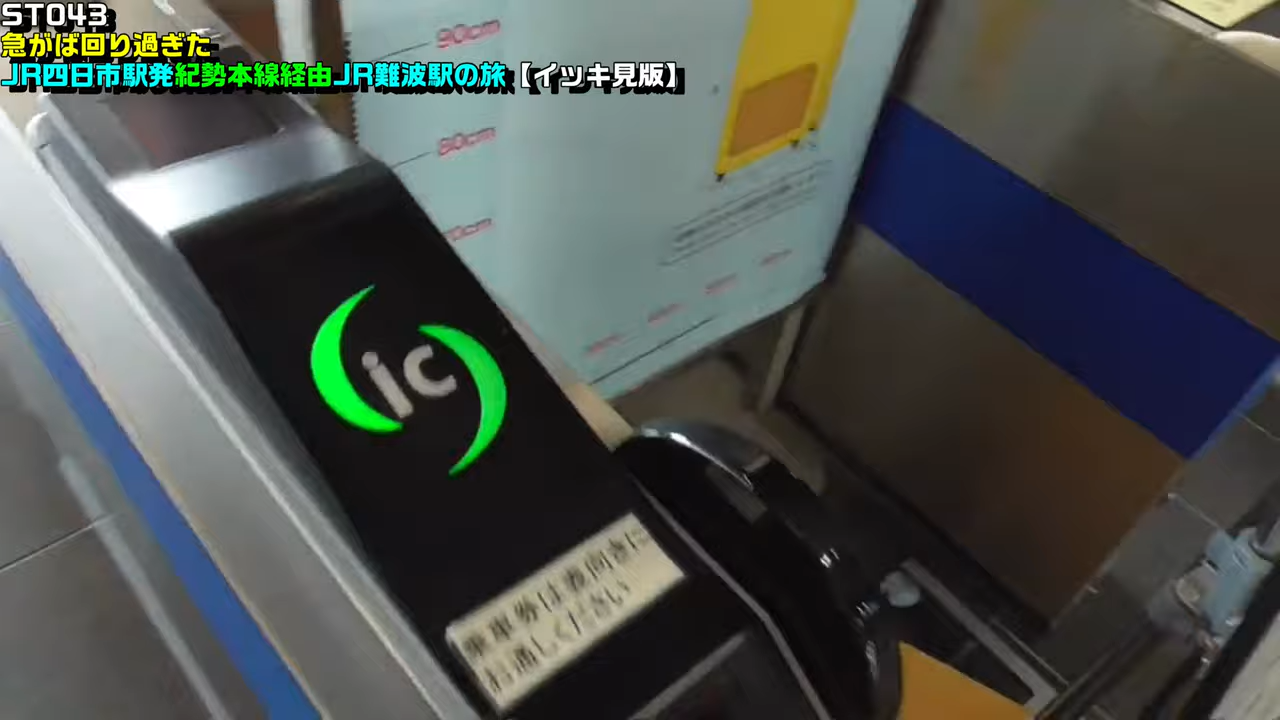 ST043
急がば回り過ぎた
JR四日市駅発紀勢本線経由JR難波駅の旅【イッキ見版】
90cm
80cm
70cm
ic
乗車券は表向きに
お通しください